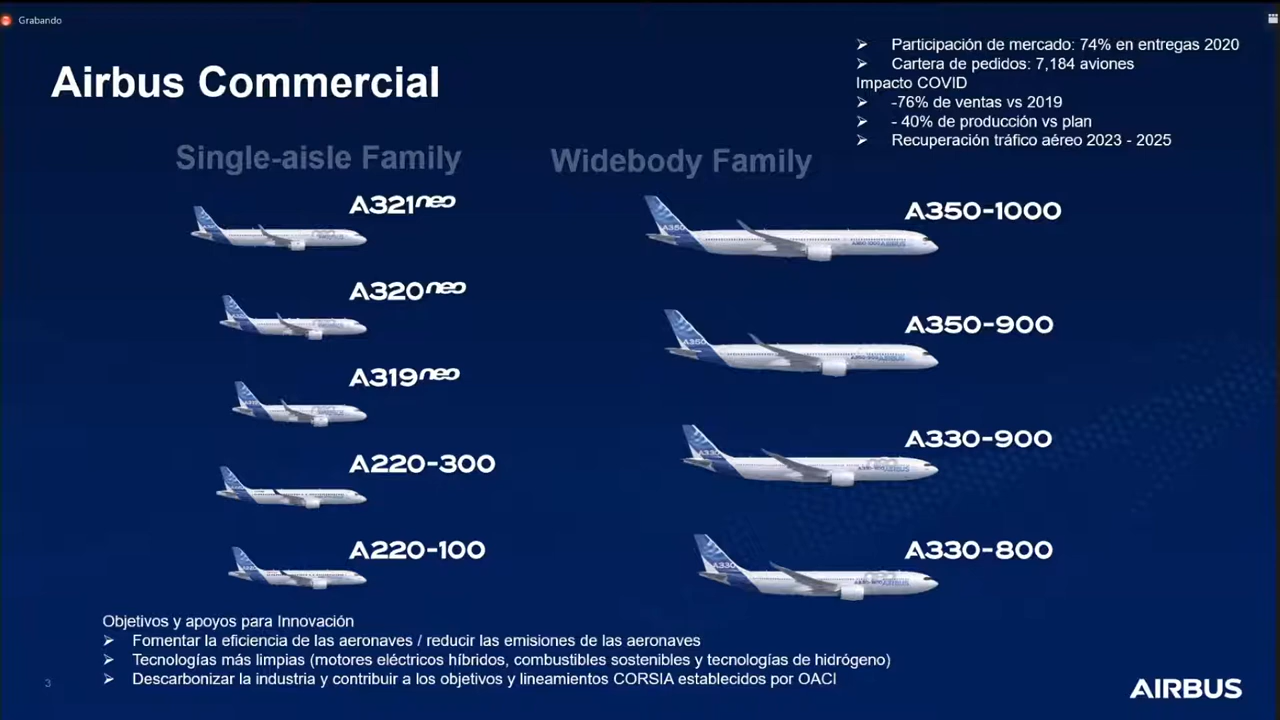 Grabando
Airbus Commercial
➢ Participación de mercado: 74% en entregas 2020
➢ Cartera de pedidos: 7,184 aviones
Impacto COVID
➢ -76% de ventas vs 2019
➢ - 40% de producción vs plan
➢ Recuperación tráfico aéreo 2023 - 2025
Single-aisle Family
A321neo
A320neo
A319neo
A220-300
A220-100
Widebody Family
A350-1000
A350-900
A330-900
A330-800
Objetivos y apoyos para Innovación
➢ Fomentar la eficiencia de las aeronaves / reducir las emisiones de las aeronaves
➢ Tecnologías más limpias (motores eléctricos híbridos, combustibles sostenibles y tecnologías de hidrógeno)
➢ Descarbonizar la industria y contribuir a los objetivos y lineamientos CORSIA establecidos por OACI
3
AIRBUS